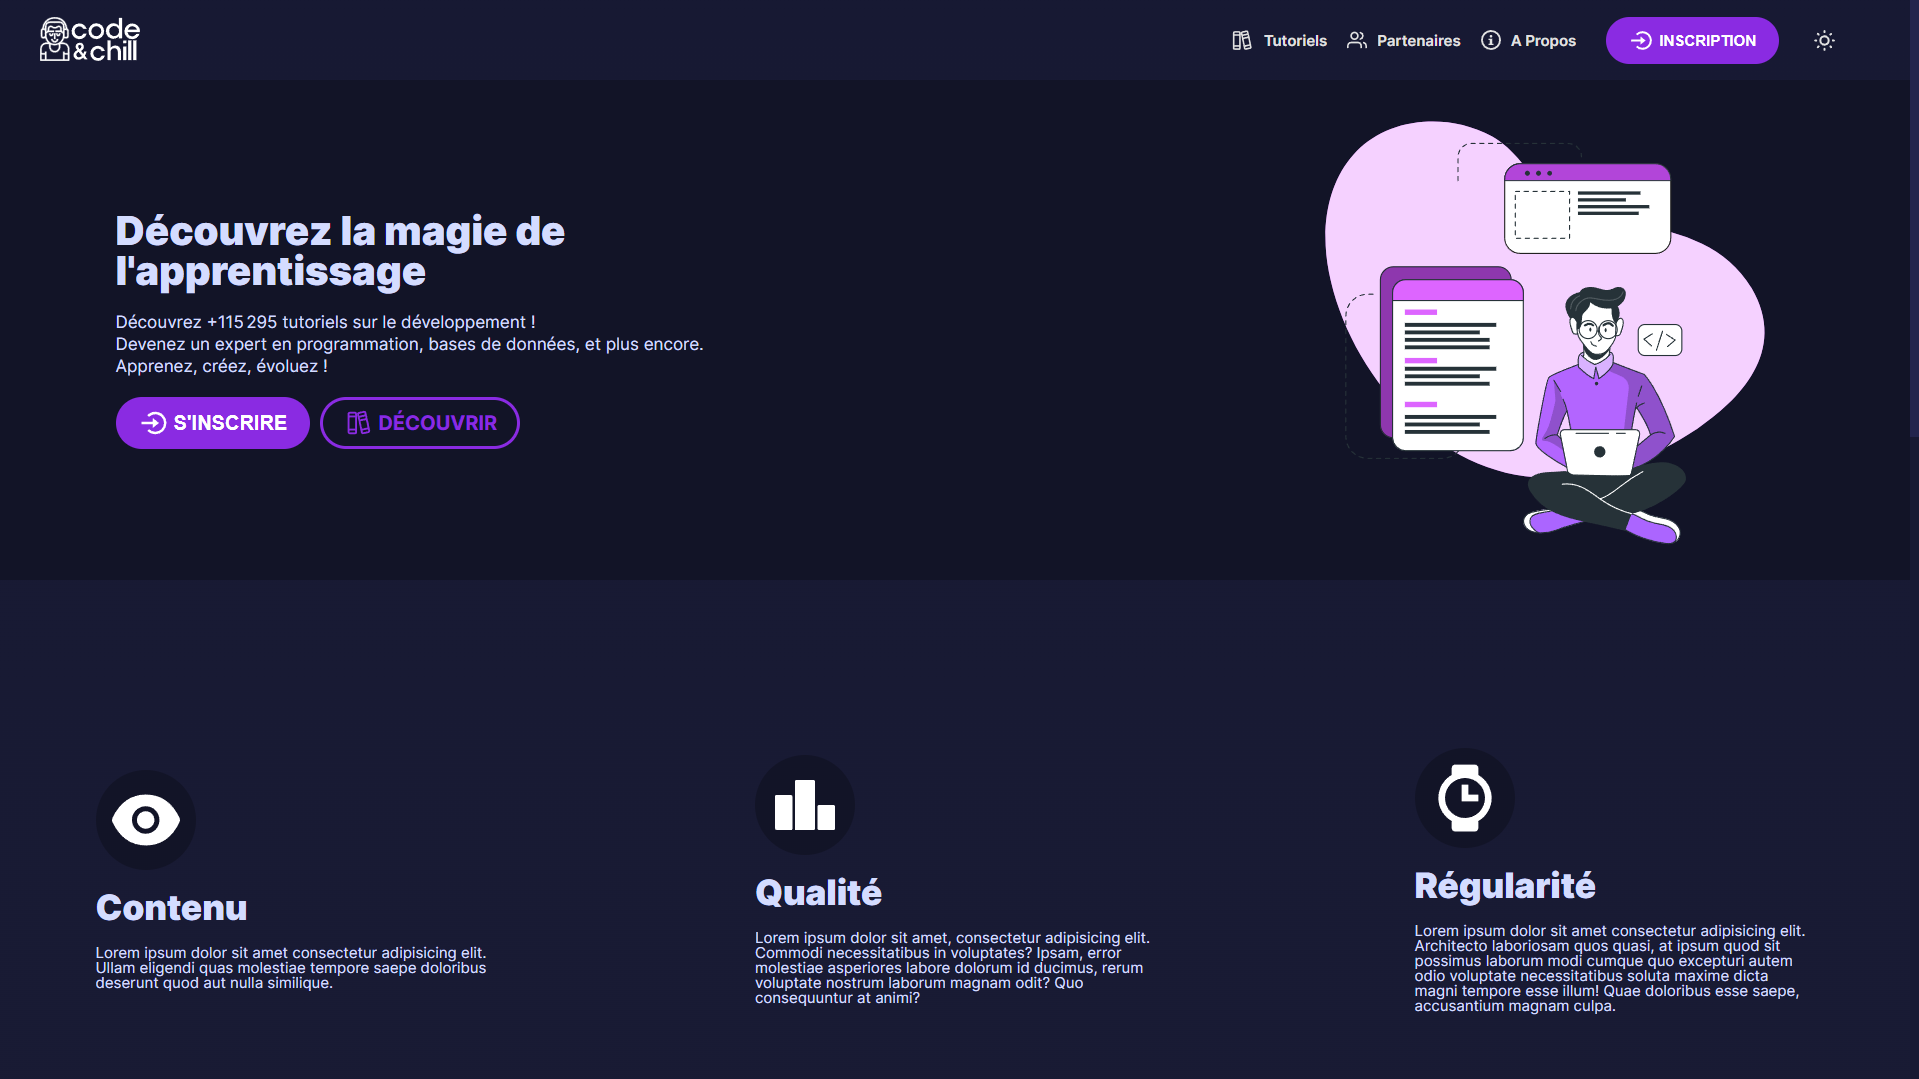 code
&chill
Tutoriels
Partenaires
A Propos
INSCRIPTION
Découvrez la magie de
l'apprentissage
Découvrez +115 295 tutoriels sur le développement !
Devenez un expert en programmation, bases de données, et plus encore.
Apprenez, créez, évoluez !
S'INSCRIRE
DÉCOUVRIR
</>
Contenu
Lorem ipsum dolor sit amet consectetur adipisicing elit.
Ullam eligendi quas molestiae tempore saepe doloribus
deserunt quod aut nulla similique.
Qualité
Lorem ipsum dolor sit amet, consectetur adipisicing elit.
Commodi necessitatibus in voluptates? Ipsam, error
molestiae asperiores labore dolorum id ducimus, rerum
voluptate nostrum laborum magnam odit? Quo
consequuntur at animi?
Régularité
Lorem ipsum dolor sit amet consectetur adipisicing elit.
Architecto laboriosam quos quasi, at ipsum quod sit
possimus laborum modi cumque quo excepturi autem
odio voluptate necessitatibus soluta maxime dicta
magni tempore esse illum! Quae doloribus esse saepe,
accusantium magnam culpa.